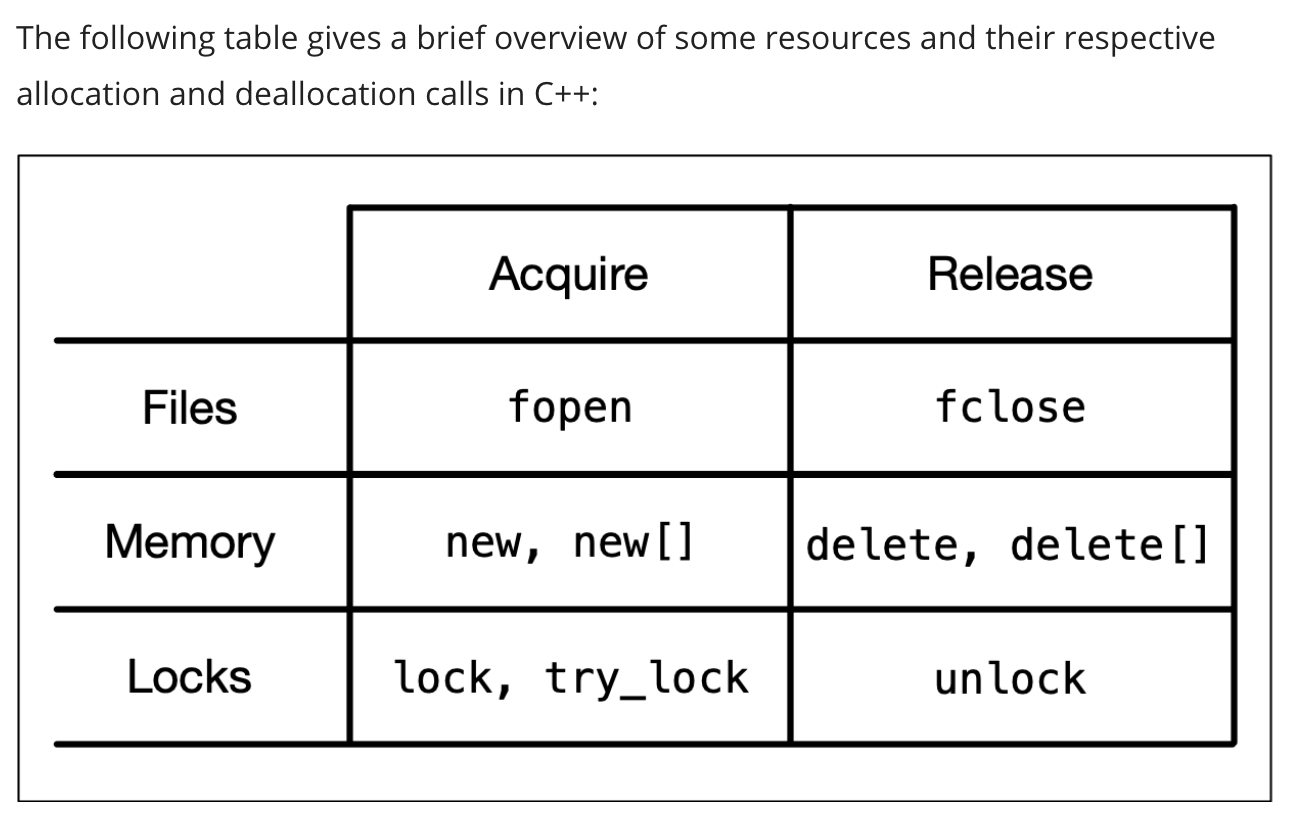 The following table gives a brief overview of some resources and their respective
allocation and deallocation calls in C++:
Acquire Release
Files fopen fclose
Memory new, new[] delete, delete[]
Locks lock, try_lock unlock